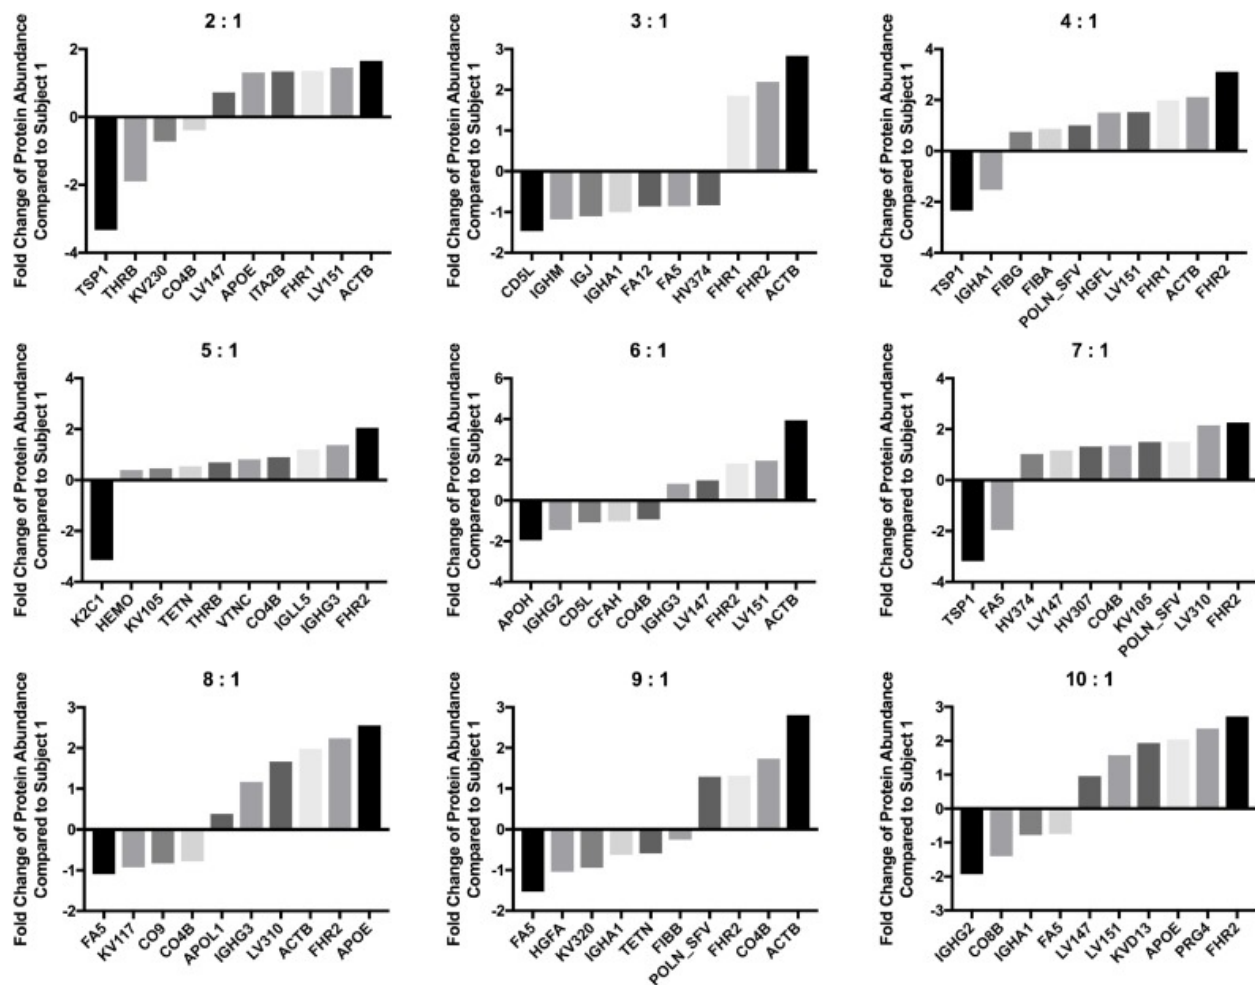 2 : 1
Fold Change of Protein Abundance
Compared to Subject 1
2
0
-2
-4
TSP1
THRB
KV230
CO4B
LV147
APOE
ITA2B
FHR1
LV151
ACTB
3 : 1
Fold Change of Protein Abundance
Compared to Subject 1
3
2
1
0
-1
-2
CD5L
IGHM
IGJ
IGHA1
FA12
FA5
HV374
FHR1
FHR2
ACTB
4 : 1
Fold Change of Protein Abundance
Compared to Subject 1
4
2
0
-2
-4
TSP1
IGHA1
FIBG
FIBA
POLN_SFV
HGFL
LV151
FHR1
ACTB
FHR2
5 : 1
Fold Change of Protein Abundance
Compared to Subject 1
4
2
0
-2
-4
K2C1
HEMO
KV105
TETN
THRB
VTNC
CO4B
IGLL5
IGHG3
FHR2
6 : 1
Fold Change of Protein Abundance
Compared to Subject 1
6
4
2
0
-2
-4
APOH
IGHG2
CD5L
CFAH
CO4B
IGHG3
LV147
FHR2
LV151
ACTB
7 : 1
Fold Change of Protein Abundance
Compared to Subject 1
4
2
0
-2
-4
TSP1
FA5
HV374
LV147
HV307
CO4B
KV105
POLN_SFV
LV310
FHR2
8 : 1
Fold Change of Protein Abundance
Compared to Subject 1
3
2
1
0
-1
-2
FA5
KV117
CO9
CO4B
APOL1
IGHG3
LV310
ACTB
FHR2
APOE
9 : 1
Fold Change of Protein Abundance
Compared to Subject 1
3
2
1
0
-1
-2
FA5
HGFA
KV320
IGHA1
TETN
FIBB
POLN_SFV
FHR2
CO4B
ACTB
10 : 1
Fold Change of Protein Abundance
Compared to Subject 1
3
2
1
0
-1
-2
-3
IGHG2
CO8B
IGHA1
FA5
LV147
LV151
KVD13
APOE
PRG4
FHR2